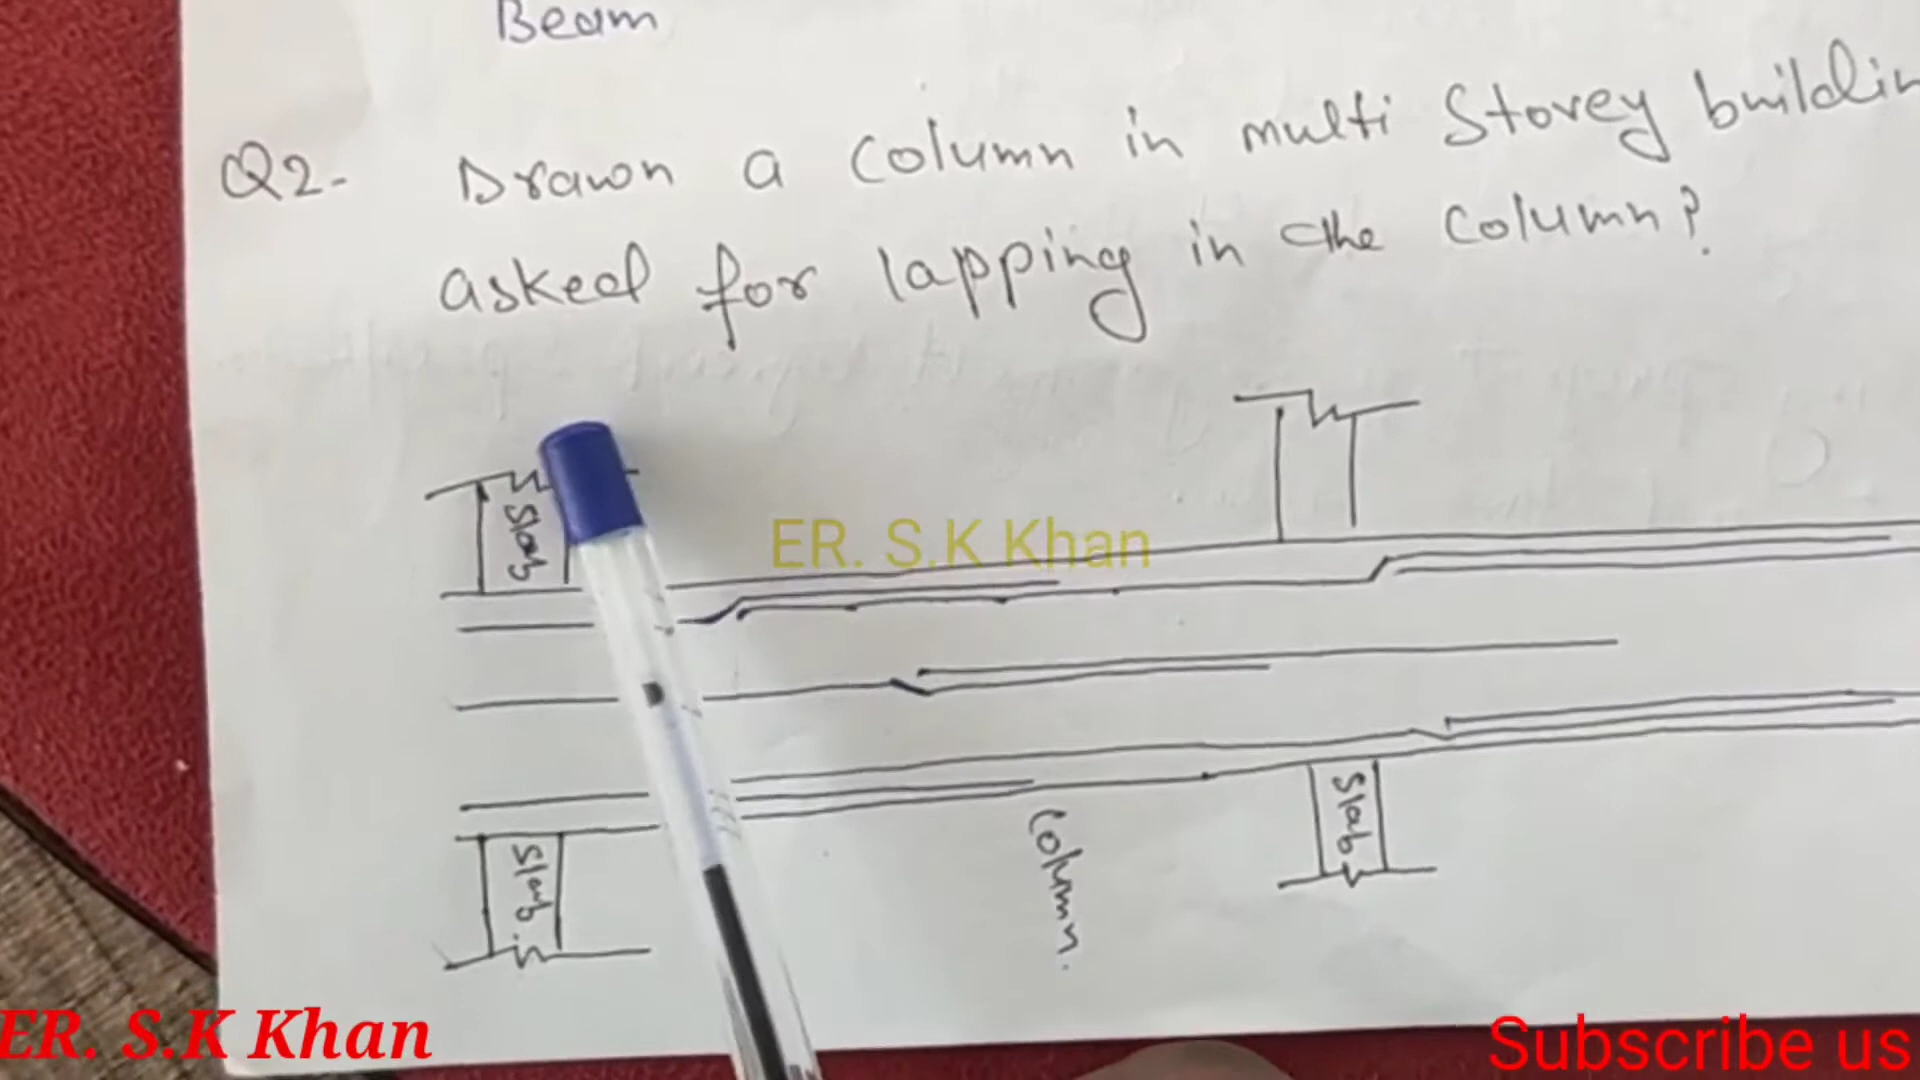 Beam
Q2- Drawn a column in multi Storey buildin
asked for lapping in the column?
Slab
ER. S.K Khan
Slab
Slab
Column.
ER. S.K Khan
Subscribe us